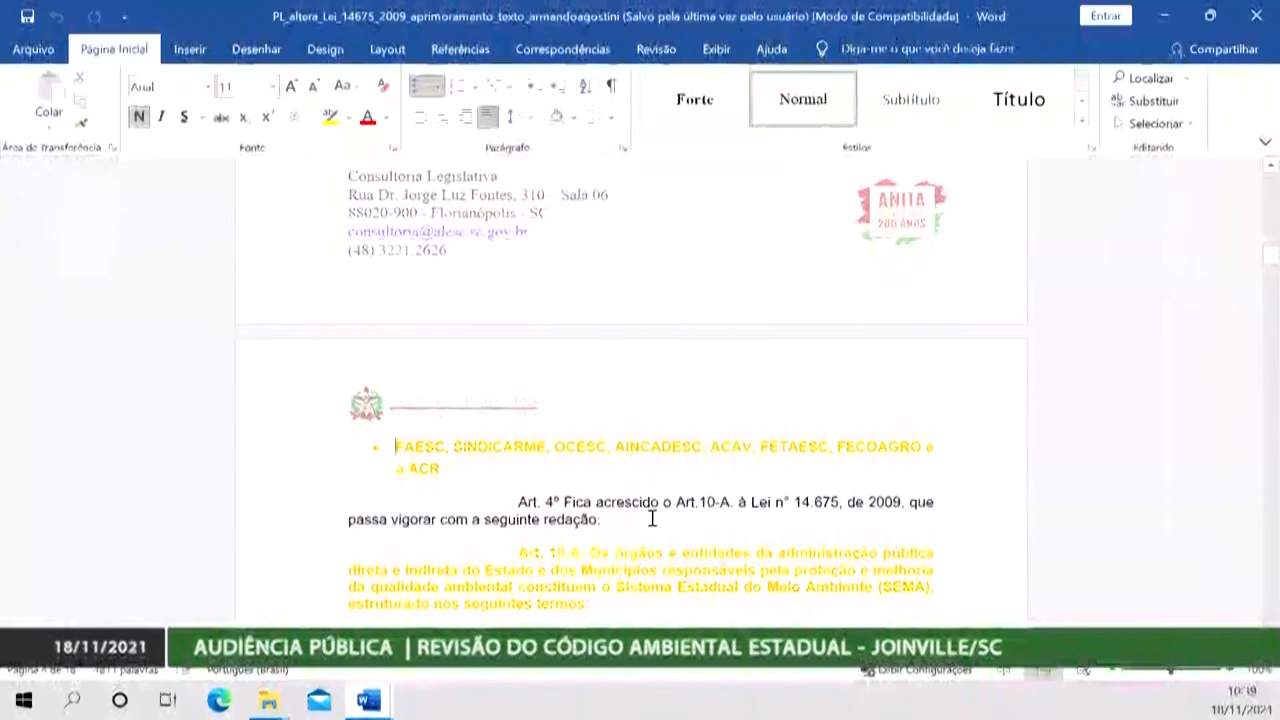 PL_altera_Lei_14675_2009_aprimoramento_texto_armandoagostini (Salvo pela última vez pelo usuário) [Modo de Compatibilidade] - Word
Entrar
Arquivo Página Inicial Inserir Desenhar Design Layout Referências Correspondências Revisão Exibir Ajuda Diga-me o que você deseja fazer Compartilhar
Colar
Arial 11
Forte Normal Subtítulo Título
Localizar
Substituir
Selecionar
Área de Transferência Fonte Parágrafo Estilos Editando
Consultoria Legislativa
Rua Dr. Jorge Luz Fontes, 310 - Sala 06
88020-900 - Florianópolis - SC
consultoria@alesc.sc.gov.br
(48) 3221.2626
ANITA
200 ANOS
• FAESC, SINDICARME, OCESC, AINCADESC, ACAV, FETAESC, FECOAGRO e
a ACR
Art. 4º Fica acrescido o Art.10-A. à Lei n° 14.675, de 2009, que
passa vigorar com a seguinte redação:
Art. 10-A. Os órgãos e entidades da administração pública
direta e indireta do Estado e dos Municípios responsáveis pela proteção e melhoria
da qualidade ambiental constituem o Sistema Estadual do Meio Ambiente (SEMA),
estruturado nos seguintes termos:
18/11/2021 AUDIÊNCIA PÚBLICA | REVISÃO DO CÓDIGO AMBIENTAL ESTADUAL - JOINVILLE/SC
palavras Português (Brasil) Exibir Configurações 100%
18/11/2021